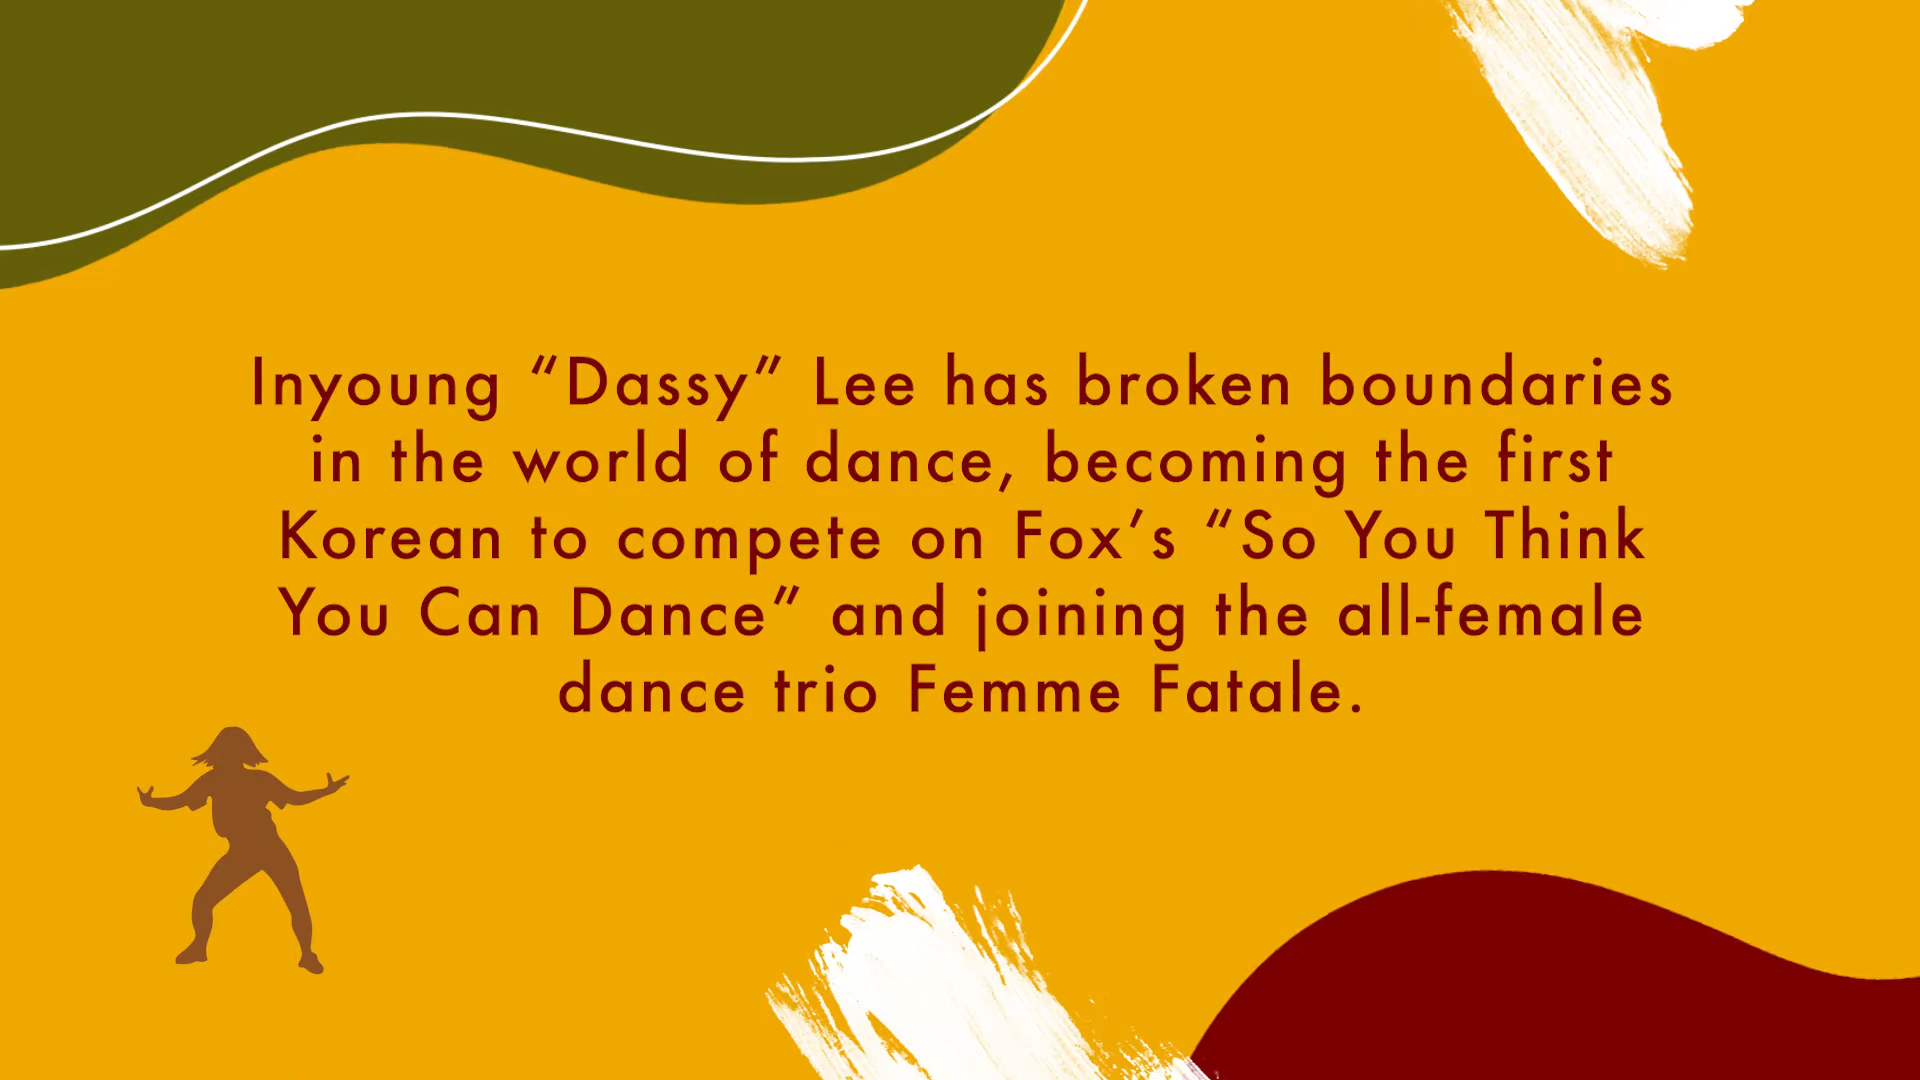 Inyoung “Dassy” Lee has broken boundaries
in the world of dance, becoming the first
Korean to compete on Fox’s “So You Think
You Can Dance” and joining the all-female
dance trio Femme Fatale.